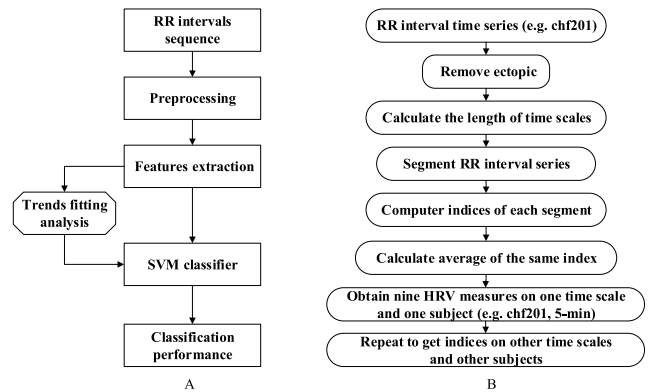 RR intervals
sequence
Preprocessing
Features extraction
Trends fitting
analysis
SVM classifier
Classification
performance
A
RR interval time series (e.g. chf201)
Remove ectopic
Calculate the length of time scales
Segment RR interval series
Computer indices of each segment
Calculate average of the same index
Obtain nine HRV measures on one time scale
and one subject (e.g. chf201, 5-min)
Repeat to get indices on other time scales
and other subjects
B